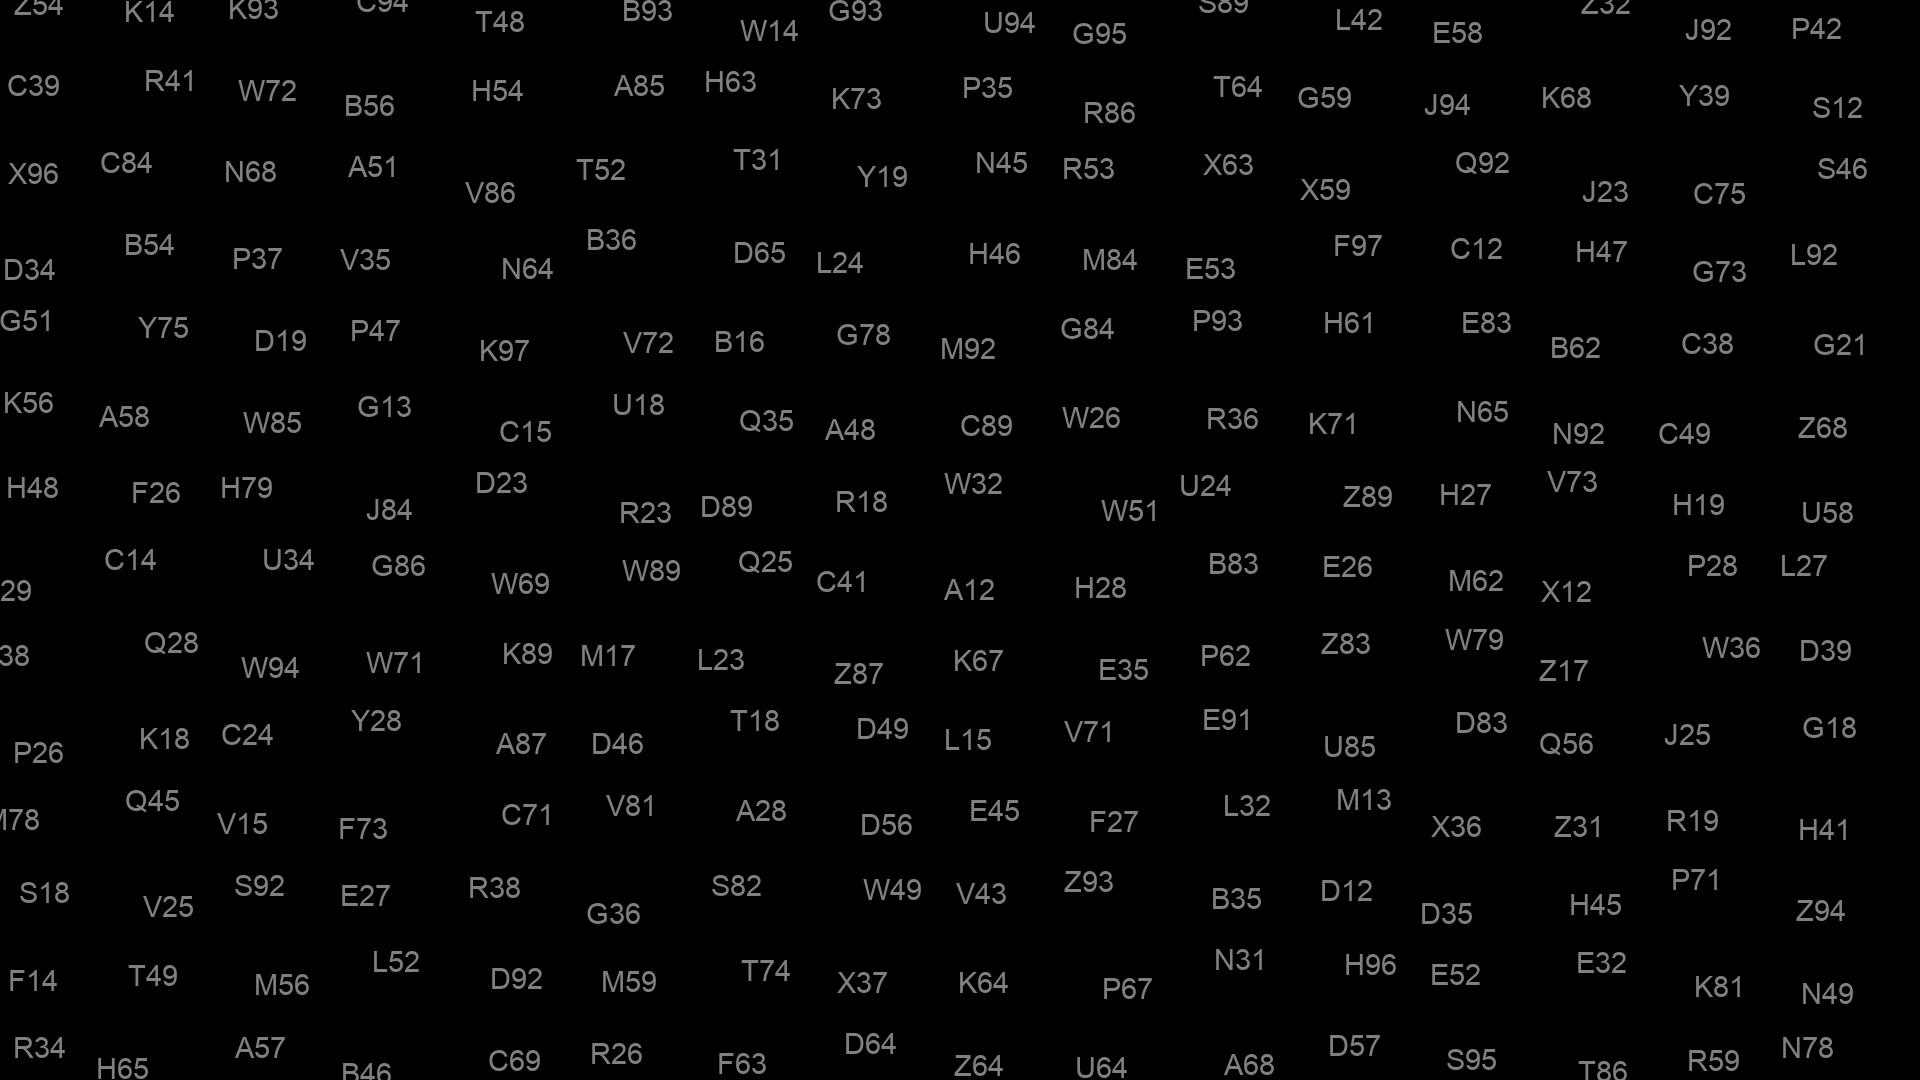 Z54 K14 K93 C94 T48 B93 W14 G93 U94 G95 S89 L42 E58 Z32 J92 P42
C39 R41 W72 B56 H54 A85 H63 K73 P35 R86 T64 G59 J94 K68 Y39 S12
X96 C84 N68 A51 V86 T52 T31 Y19 N45 R53 X63 X59 Q92 J23 C75 S46
D34 B54 P37 V35 N64 B36 D65 L24 H46 M84 E53 F97 C12 H47 G73 L92
G51 Y75 D19 P47 K97 V72 B16 G78 M92 G84 P93 H61 E83 B62 C38 G21
K56 A58 W85 G13 C15 U18 Q35 A48 C89 W26 R36 K71 N65 N92 C49 Z68
H48 F26 H79 J84 D23 R23 D89 R18 W32 W51 U24 Z89 H27 V73 H19 U58
29 C14 U34 G86 W69 W89 Q25 C41 A12 H28 B83 E26 M62 X12 P28 L27
38 Q28 W94 W71 K89 M17 L23 Z87 K67 E35 P62 Z83 W79 Z17 W36 D39
P26 K18 C24 Y28 A87 D46 T18 D49 L15 V71 E91 U85 D83 Q56 J25 G18
M78 Q45 V15 F73 C71 V81 A28 D56 E45 F27 L32 M13 X36 Z31 R19 H41
S18 V25 S92 E27 R38 G36 S82 W49 V43 Z93 B35 D12 D35 H45 P71 Z94
F14 T49 M56 L52 D92 M59 T74 X37 K64 P67 N31 H96 E52 E32 K81 N49
R34 H65 A57 B46 C69 R26 F63 D64 Z64 U64 A68 D57 S95 T86 R59 N78